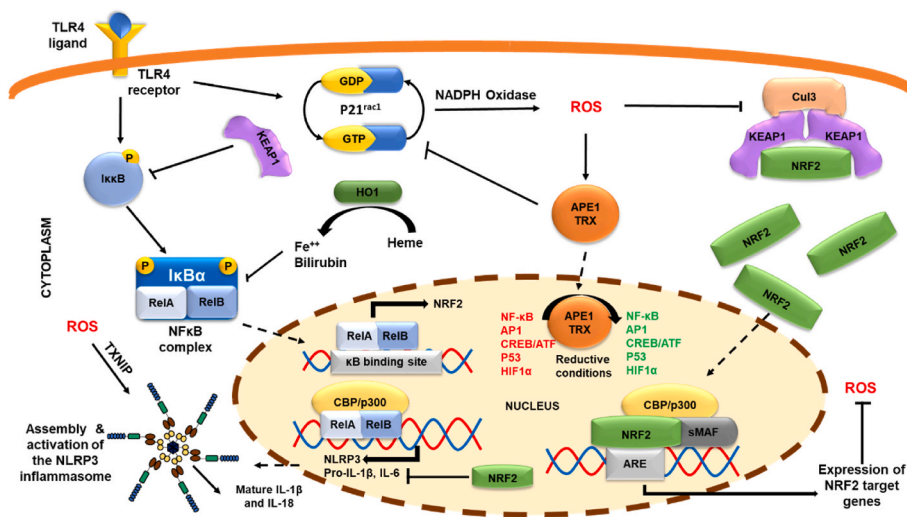 TLR4
ligand
TLR4
receptor
GDP
P21rac1
GTP
NADPH Oxidase
ROS
Cul3
KEAP1
KEAP1
NRF2
P
IκκB
KEAP1
HO1
Fe++
Bilirubin
Heme
APE1
TRX
NRF2
NRF2
NRF2
CYTOPLASM
P
P
IκBα
RelA
RelB
NFκB
complex
ROS
TXNIP
NRF2
RelA
RelB
κB binding site
NF-κB
AP1
CREB/ATF
P53
HIF1α
APE1
TRX
Reductive
conditions
NF-κB
AP1
CREB/ATF
P53
HIF1α
CBP/p300
RelA
RelB
NUCLEUS
CBP/p300
NRF2
sMAF
ARE
ROS
Assembly &
activation of
the NLRP3
inflammasome
NLRP3
Pro-IL-1β, IL-6
NRF2
Mature IL-1β
and IL-18
Expression of
NRF2 target
genes